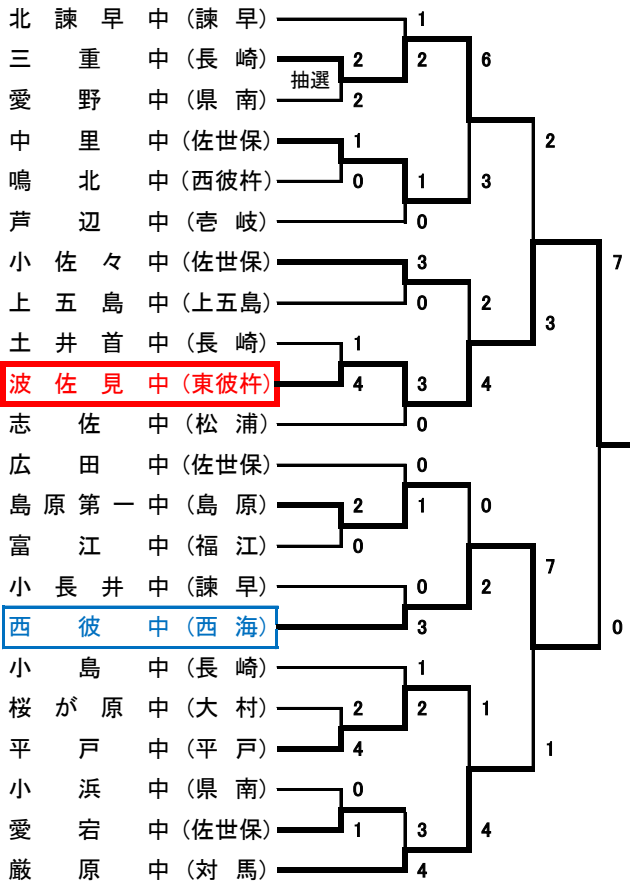 北諫早中(諫早) 1
三重中(長崎) 2 2 6
抽選
愛野中(県南) 2
中里中(佐世保) 1 2
鳴北中(西彼杵) 0 1 3
芦辺中(壱岐) 0
小佐々中(佐世保) 3 7
上五島中(上五島) 0 2
土井首中(長崎) 1 3
波佐見中(東彼杵) 4 3 4
志佐中(松浦) 0
広田中(佐世保) 0
島原第一中(島原) 2 1 0
富江中(福江) 0 7
小長井中(諫早) 0 2
西彼中(西海) 3 0
小島中(長崎) 1
桜が原中(大村) 2 2 1
平戸中(平戸) 4 1
小浜中(県南) 0
愛宕中(佐世保) 1 3 4
厳原中(対馬) 4